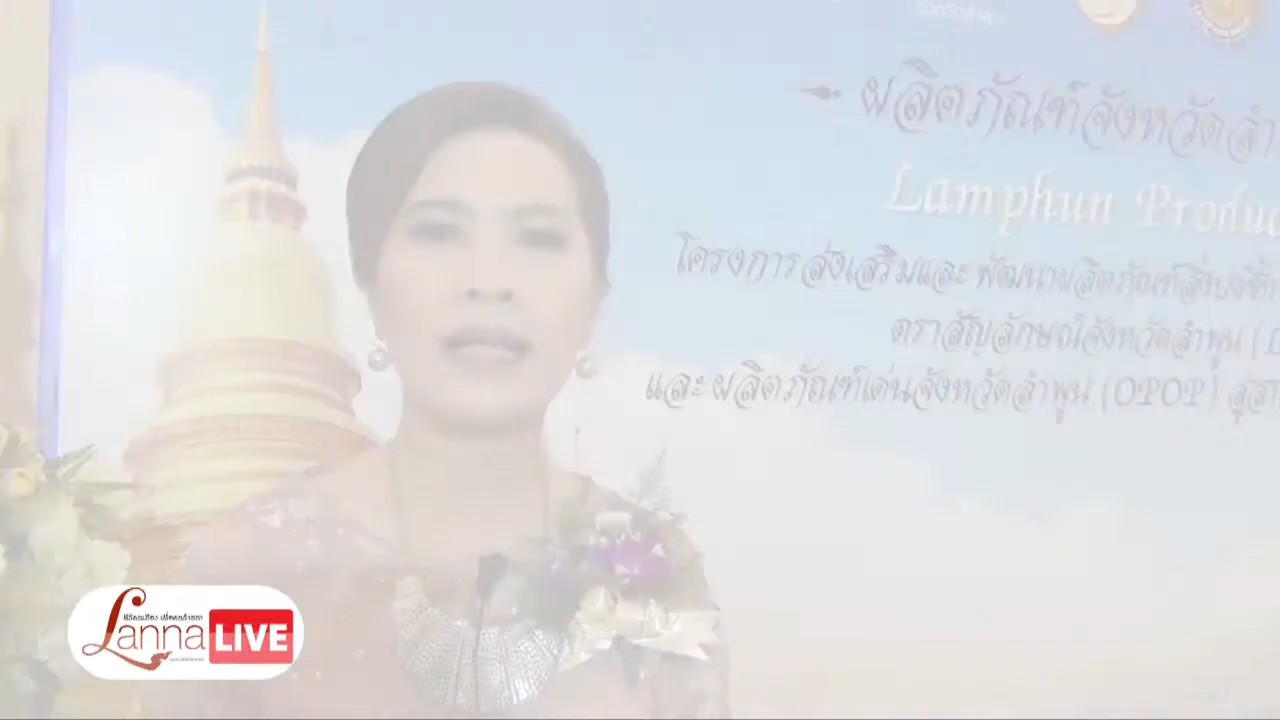 ผลิตภัณฑ์จังหวัดลำ
Lamphun Produc
โครงการส่งเสริมและพัฒนาผลิตภัณฑ์สิ่งบ่งชี้
ตราสัญลักษณ์จังหวัดลำพูน (L
และผลิตภัณฑ์เด่นจังหวัดลำพูน (OPOP) สู่สา
Lanna LIVE